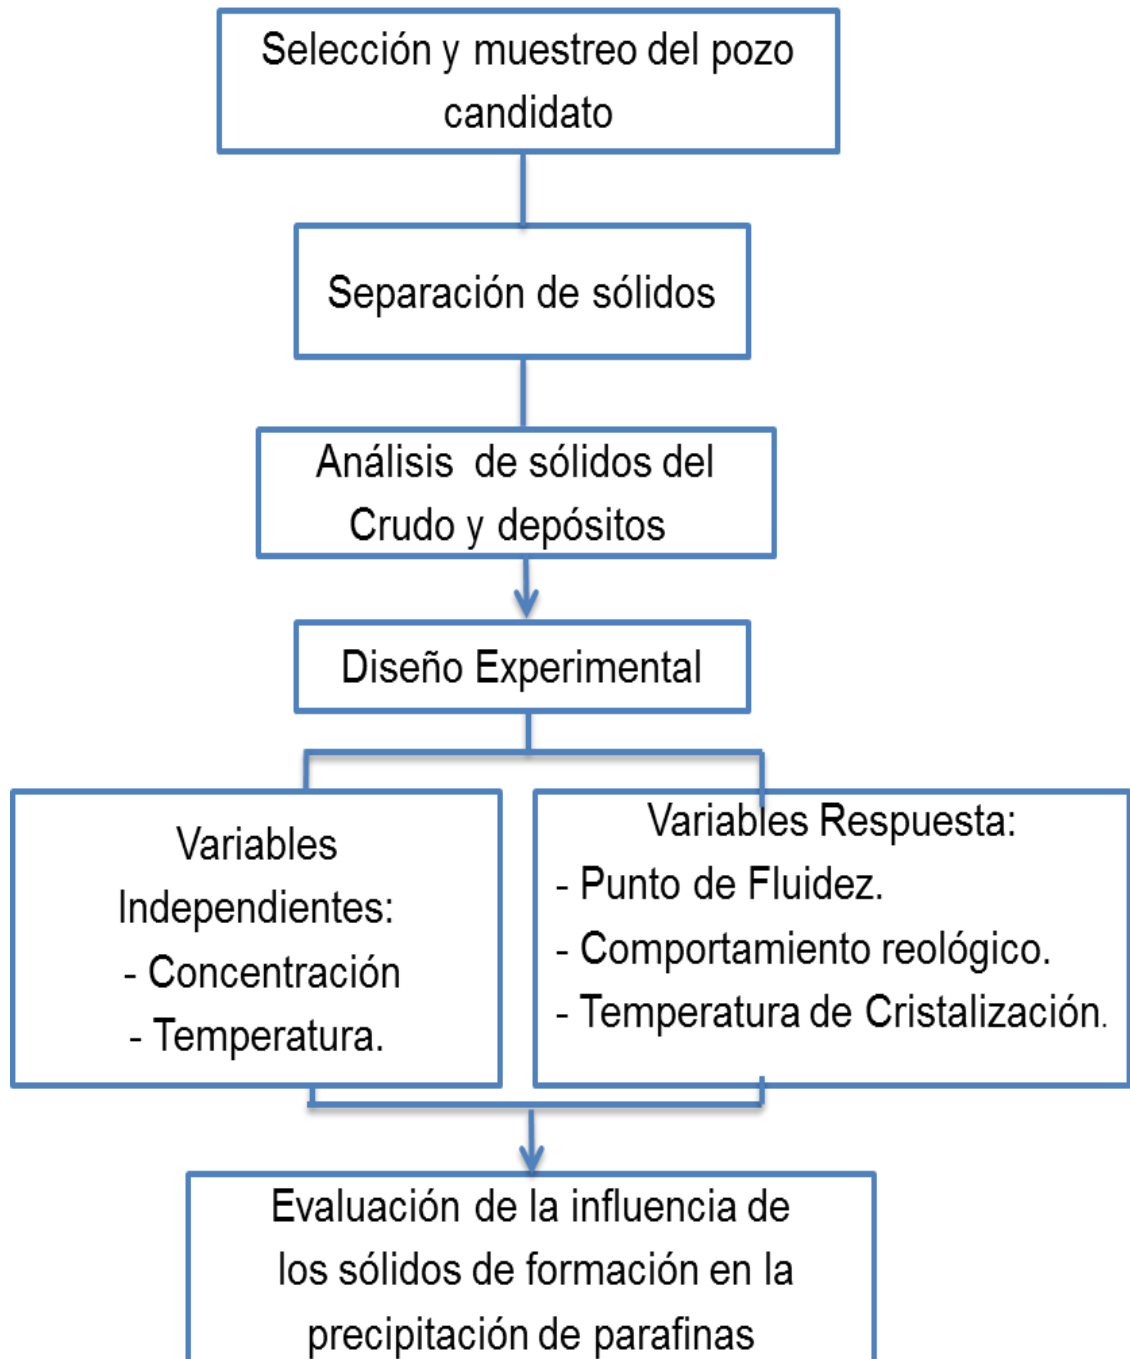 Selección y muestreo del pozo
candidato
Separación de sólidos
Análisis de sólidos del
Crudo y depósitos
Diseño Experimental
Variables
Independientes:
- Concentración
- Temperatura.
Variables Respuesta:
- Punto de Fluidez.
- Comportamiento reológico.
- Temperatura de Cristalización.
Evaluación de la influencia de
los sólidos de formación en la
precipitación de parafinas